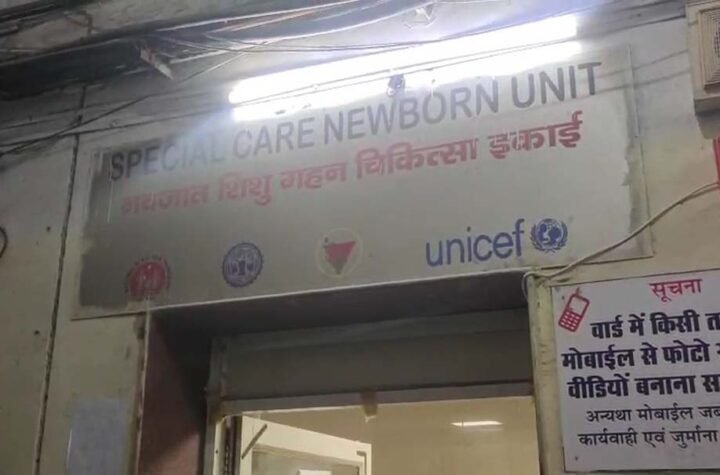 SPECIAL CARE NEWBORN UNIT
नवजात शिशु गहन चिकित्सा इकाई
unicef
सूचना
वार्ड में किसी
मोबाईल से फोटो
वीडियों बनाना
अन्यथा मोबाईल
कार्यवाही एवं जुर्माना